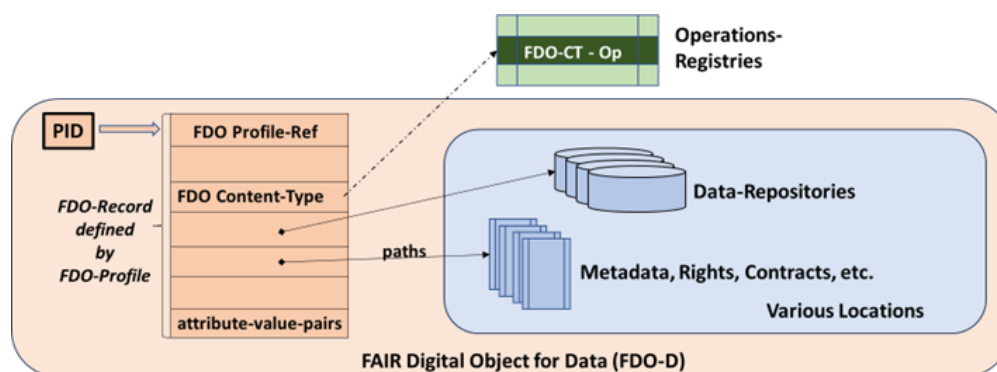 FDO-CT - Op
Operations-
Registries
PID
FDO Profile-Ref
FDO Content-Type
FDO-Record
defined
by
FDO-Profile
attribute-value-pairs
paths
Data-Repositories
Metadata, Rights, Contracts, etc.
Various Locations
FAIR Digital Object for Data (FDO-D)